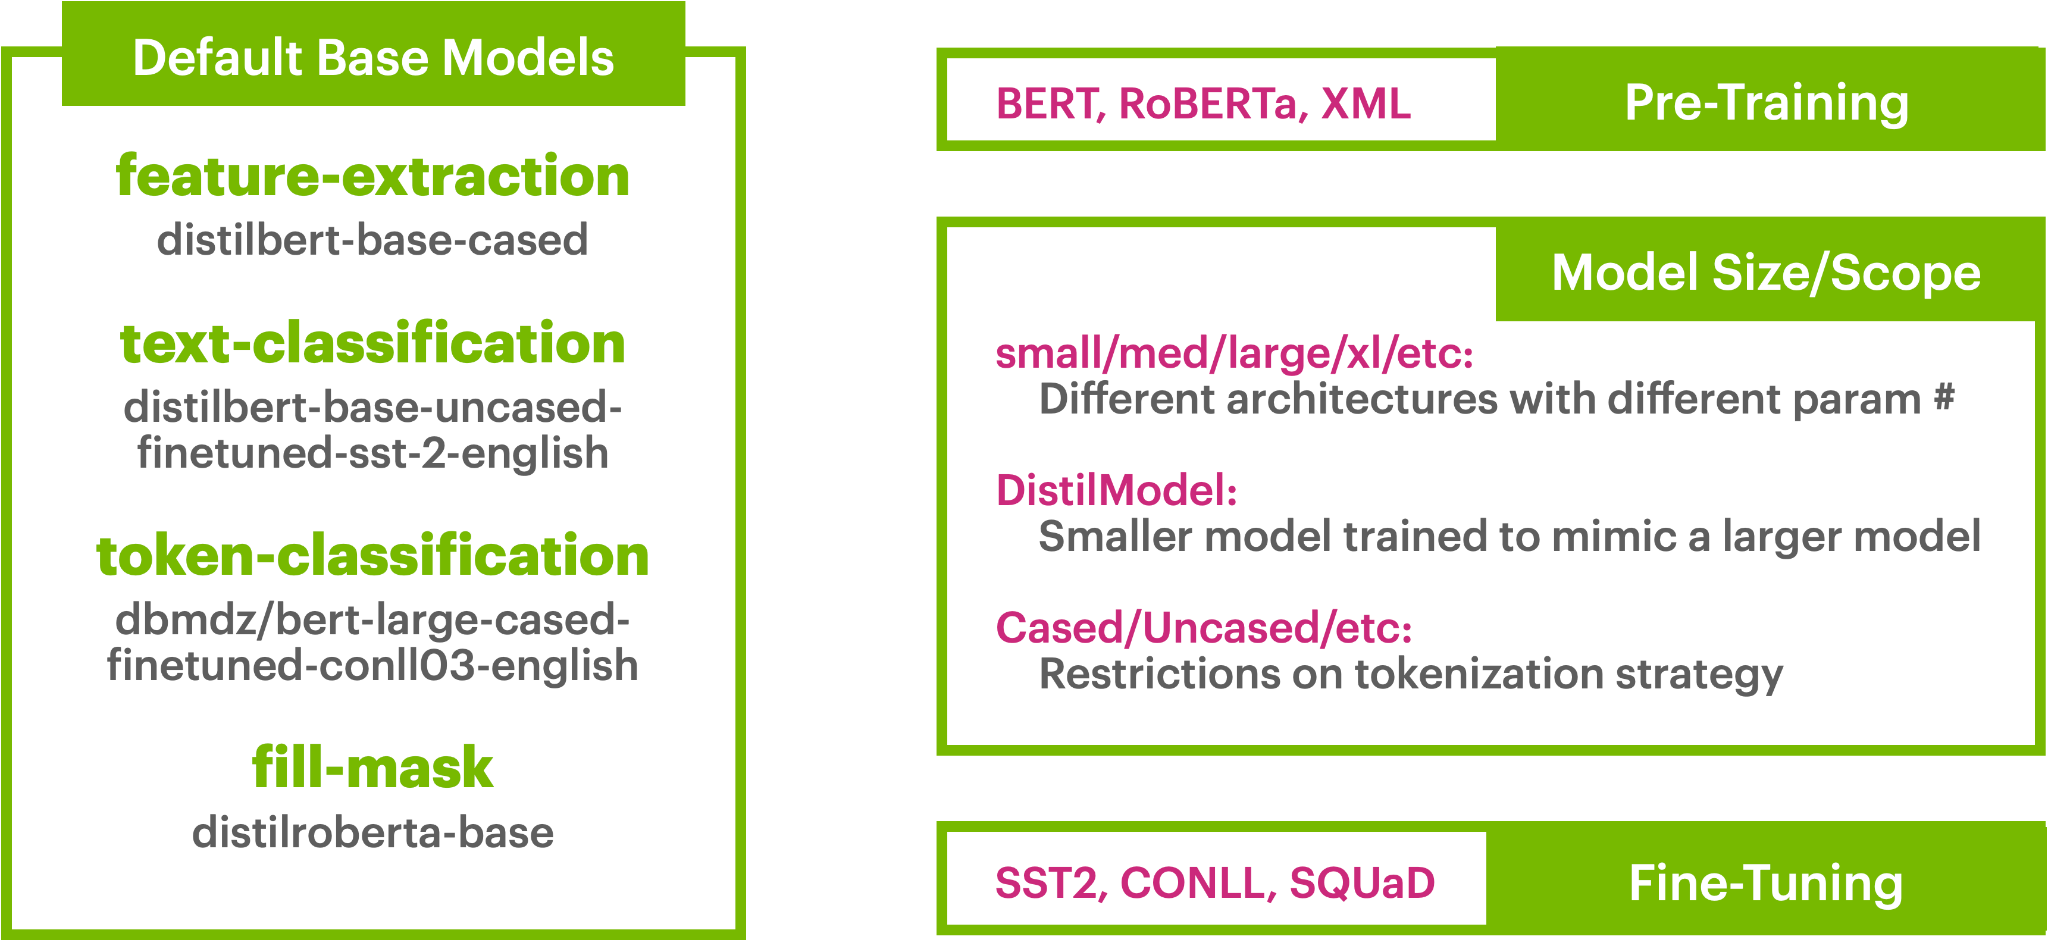 Default Base Models
feature-extraction
distilbert-base-cased
text-classification
distilbert-base-uncased-
finetuned-sst-2-english
token-classification
dbmdz/bert-large-cased-
finetuned-conll03-english
fill-mask
distilroberta-base
BERT, RoBERTa, XML
Pre-Training
Model Size/Scope
small/med/large/xl/etc:
Different architectures with different param #
DistilModel:
Smaller model trained to mimic a larger model
Cased/Uncased/etc:
Restrictions on tokenization strategy
SST2, CONLL, SQUaD
Fine-Tuning